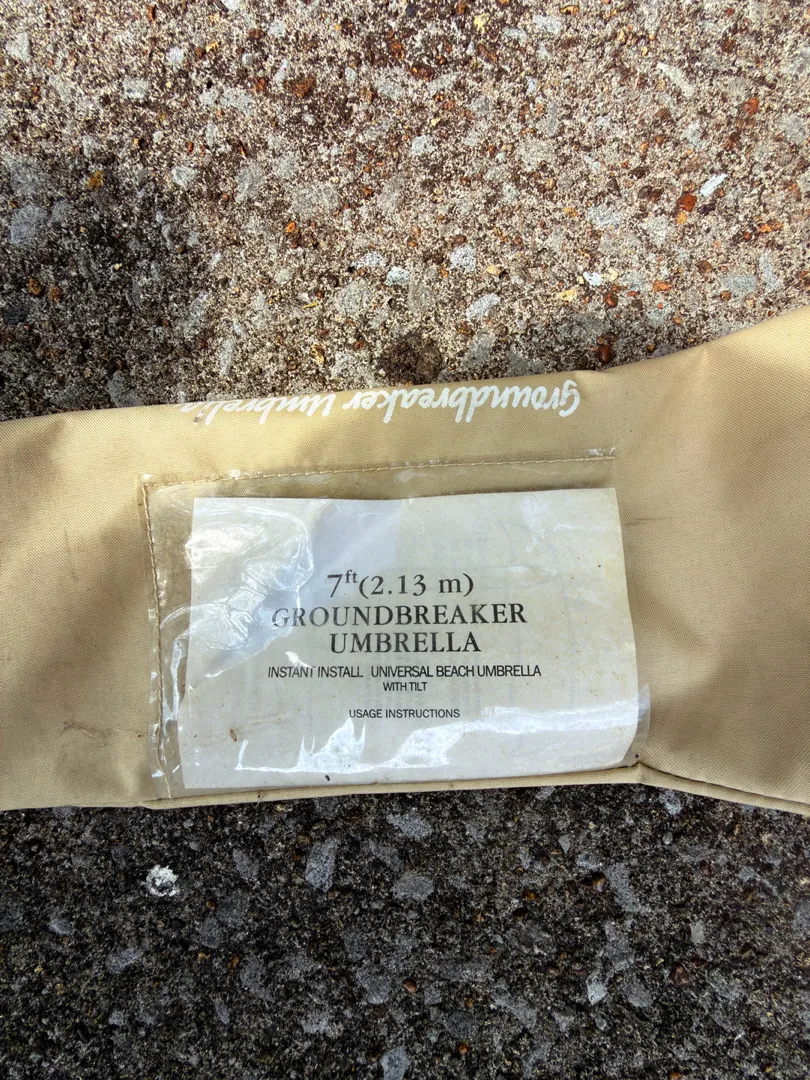 Groundbreaker Umbrella
7ft(2.13 m)
GROUNDBREAKER
UMBRELLA
INSTANT INSTALL UNIVERSAL BEACH UMBRELLA
WITH TILT
USAGE INSTRUCTIONS